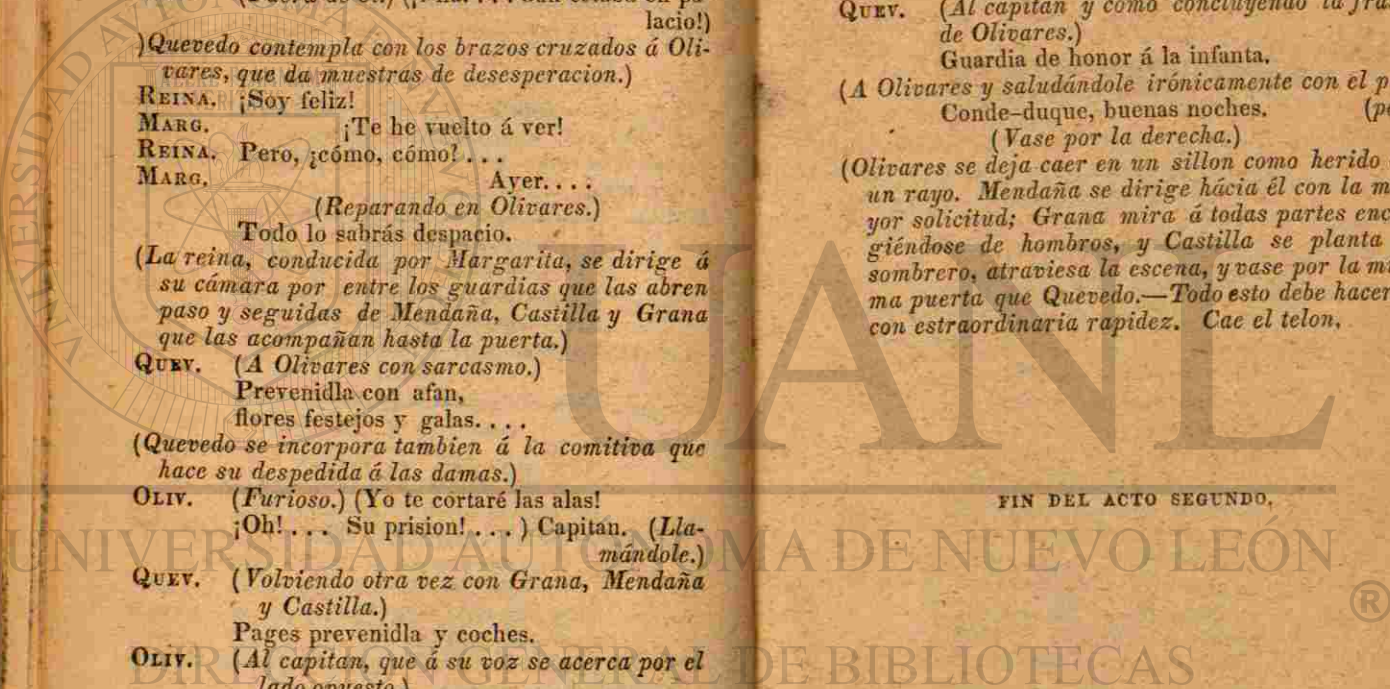 lacio!)
)Quevedo contempla con los brazos cruzados á Oli-
vares, que da muestras de desesperacion.)
REINA. ¡Soy feliz!
MARG. ¡Te he vuelto á ver!
REINA. Pero, ¿cómo, cómo? . . .
MARG. Ayer. . . .
(Reparando en Olivares.)
Todo lo sabrás despacio.
(La reina, conducida por Margarita, se dirige á
su cámara por entre los guardias que las abren
paso y seguidas de Mendaña, Castilla y Grana
que las acompañan hasta la puerta.)
QUEV. (A Olivares con sarcasmo.)
Prevenidla con afan,
flores festejos y galas. . . .
(Quevedo se incorpora tambien á la comitiva que
hace su despedida á las damas.)
OLIV. (Furioso.) (Yo te cortaré las alas!
¡Oh! . . . Su prision! . . . . ) Capitan. (Lla-
mándole.)
QUEV. (Volviendo otra vez con Grana, Mendaña
y Castilla.)
Pages prevenidla y coches.
OLIV. (Al capitan, que á su voz se acerca por el
lado opuesto.)
QUEV. (Al capitan y como concluyendo la
de Olivares.)
Guardia de honor á la infanta.
(A Olivares y saludándole irónicamente con el
Conde-duque, buenas noches.
(Vase por la derecha.)
(Olivares se deja caer en un sillon como herido
un rayo. Mendaña se dirige hácia él con la
yor solicitud; Grana mira á todas partes
giéndose de hombros, y Castilla se planta
sombrero, atraviesa la escena, y vase por la
ma puerta que Quevedo.—Todo esto debe
con estraordinaria rapidez. Cae el telon.
FIN DEL ACTO SEGUNDO.
UANL
UNIVERSIDAD AUTÓNOMA DE NUEVO LEÓN
®
DIRECCIÓN GENERAL DE BIBLIOTECAS